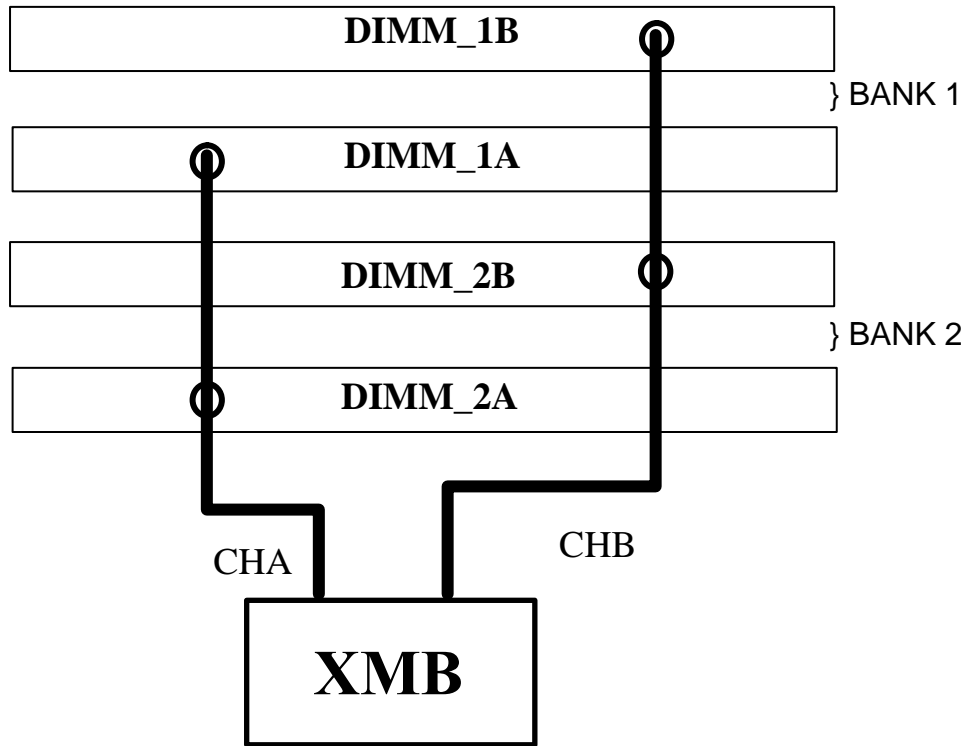 DIMM_1B
} BANK 1
DIMM_1A
DIMM_2B
} BANK 2
DIMM_2A
CHA
CHB
XMB